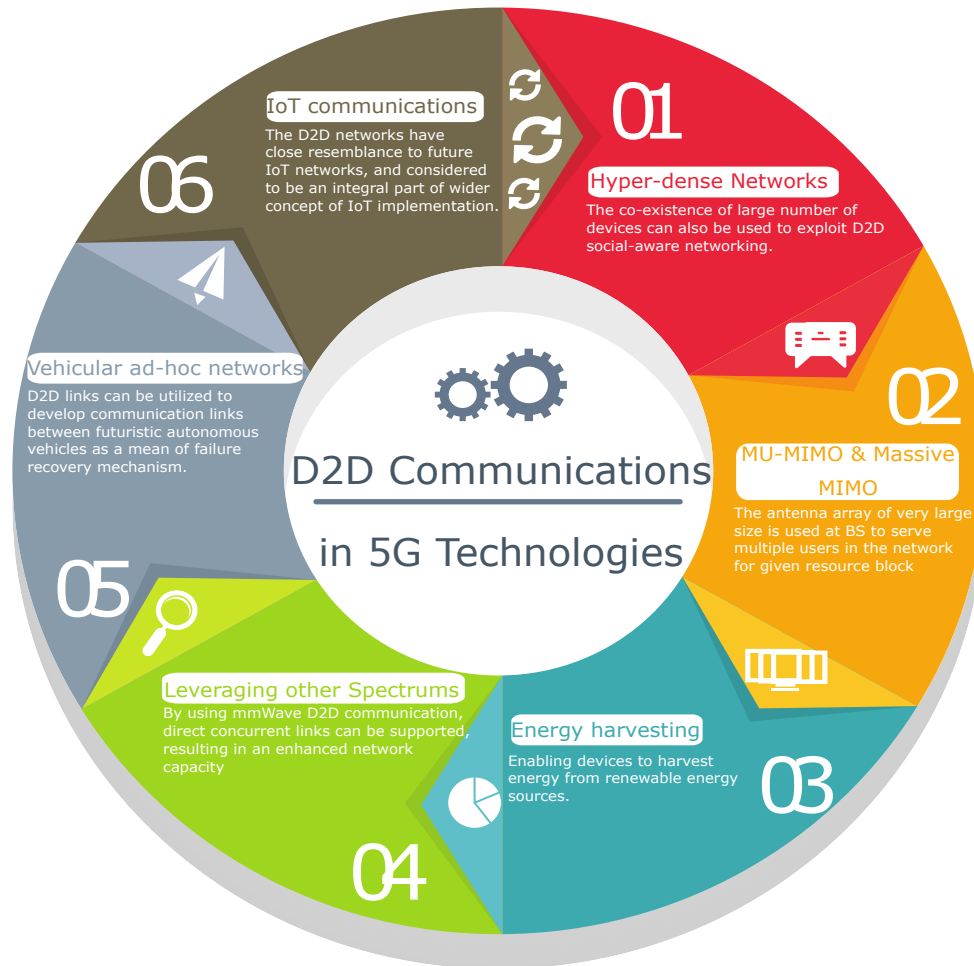 D2D Communications
in 5G Technologies
01
Hyper-dense Networks
The co-existence of large number of
devices can also be used to exploit D2D
social-aware networking.
02
MU-MIMO & Massive
MIMO
The antenna array of very large
size is used at BS to serve
multiple users in the network
for given resource block
03
Energy harvesting
Enabling devices to harvest
energy from renewable energy
sources.
04
Leveraging other Spectrums
By using mmWave D2D communication,
direct concurrent links can be supported,
resulting in an enhanced network
capacity
05
Vehicular ad-hoc networks
D2D links can be utilized to
develop communication links
between futuristic autonomous
vehicles as a mean of failure
recovery mechanism.
06
IoT communications
The D2D networks have
close resemblance to future
IoT networks, and considered
to be an integral part of wider
concept of IoT implementation.